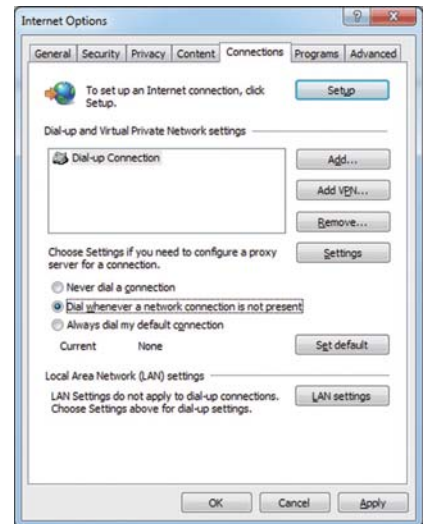 Internet Options
General Security Privacy Content Connections Programs Advanced
To set up an Internet connection, click
Setup.
Setup
Dial-up and Virtual Private Network settings
Dial-up Connection
Add...
Add VPN...
Remove...
Choose Settings if you need to configure a proxy
server for a connection.
Settings
Never dial a connection
Dial whenever a network connection is not present
Always dial my default connection
Current None
Set default
Local Area Network (LAN) settings
LAN Settings do not apply to dial-up connections.
Choose Settings above for dial-up settings.
LAN settings
OK Cancel Apply